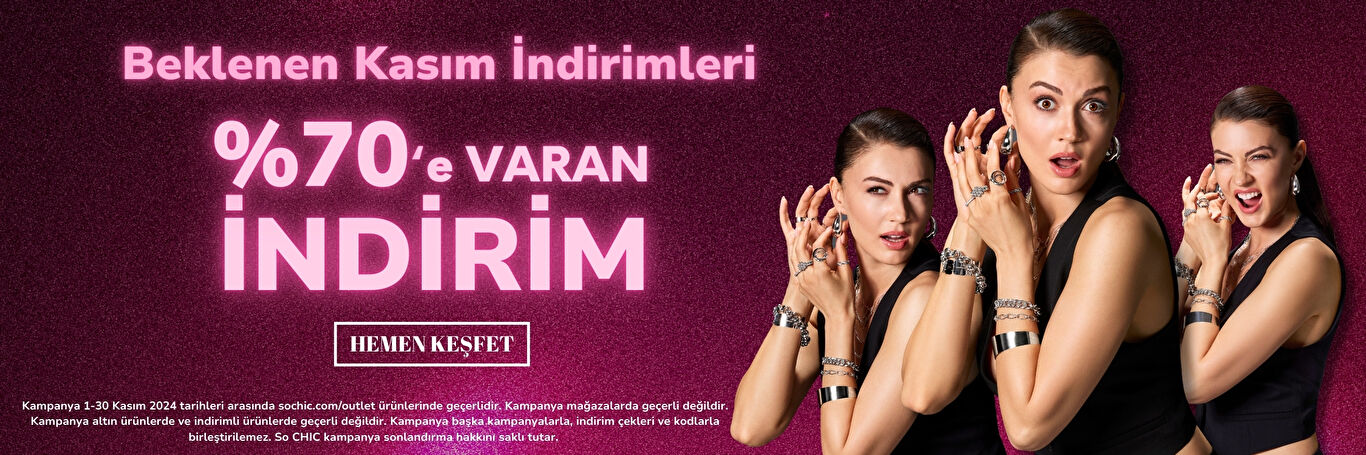 Beklenen Kasım İndirimleri
%70‘e VARAN
İNDİRİM
HEMEN KEŞFET
Kampanya 1-30 Kasım 2024 tarihleri arasında sochic.com/outlet ürünlerinde geçerlidir. Kampanya mağazalarda geçerli değildir.
Kampanya altın ürünlerde ve indirimli ürünlerde geçerli değildir. Kampanya başka kampanyalarla, indirim çekleri ve kodlarla
birleştirilemez. So CHIC kampanya sonlandırma hakkını saklı tutar.